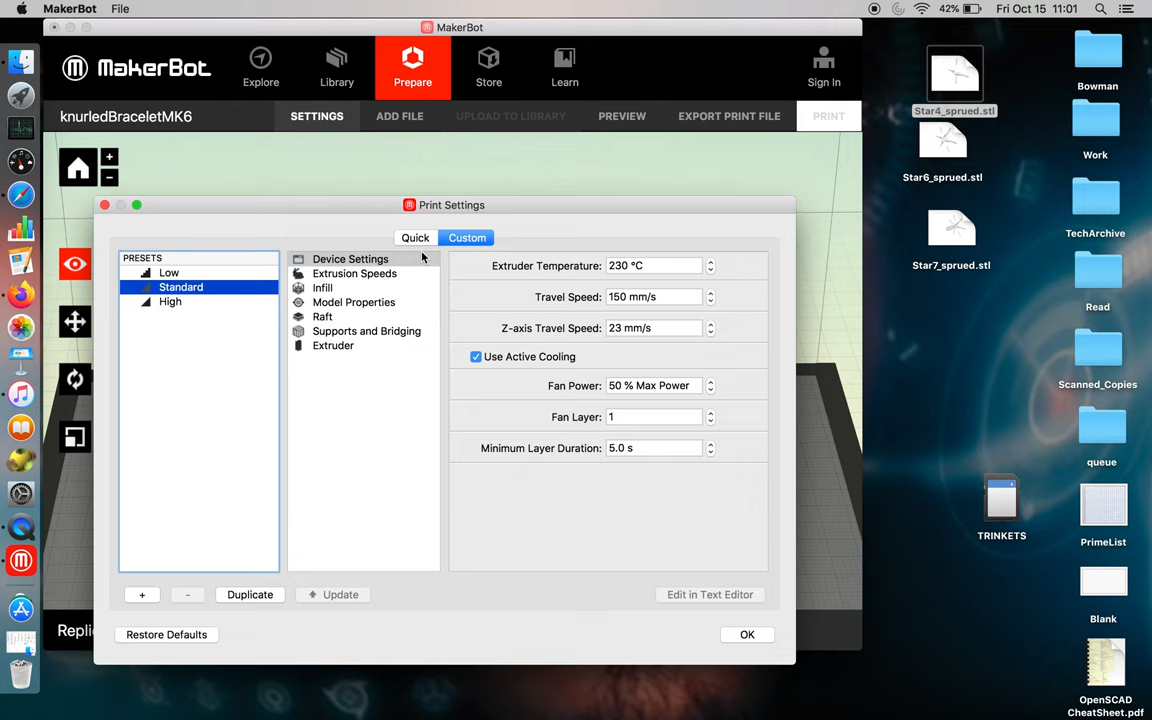 MakerBot File 42% Fri Oct 15 11:01
MakerBot
MakerBot Explore Library Prepare Store Learn Sign In
knurledBraceletMK6 SETTINGS ADD FILE UPLOAD TO LIBRARY PREVIEW EXPORT PRINT FILE PRINT
+
-
Print Settings
Quick Custom
PRESETS
Low
Standard
High
Device Settings
Extrusion Speeds
Infill
Model Properties
Raft
Supports and Bridging
Extruder
Extruder Temperature: 230 °C
Travel Speed: 150 mm/s
Z-axis Travel Speed: 23 mm/s
Use Active Cooling
Fan Power: 50 % Max Power
Fan Layer: 1
Minimum Layer Duration: 5.0 s
+ - Duplicate Update Edit in Text Editor
Restore Defaults OK
Repli
Star4_sprued.stl
Star6_sprued.stl
Star7_sprued.stl
TRINKETS
Bowman
Work
TechArchive
Read
Scanned_Copies
queue
PrimeList
Blank
OpenSCAD
CheatSheet.pdf